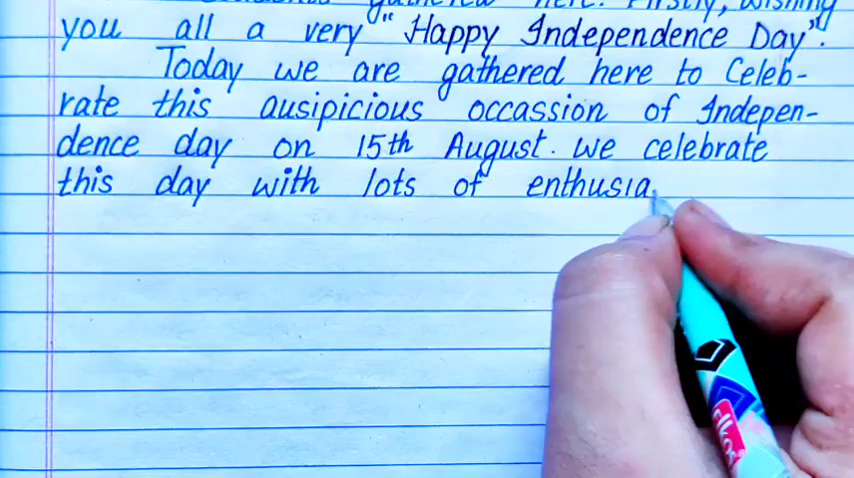 gathered here. Firstly, wishing
you all a very " Happy Independence Day".
Today we are gathered here to Celeb-
rate this ausipicious occassion of Indepen-
dence day on 15th August. We celebrate
this day with lots of enthusia
elkos